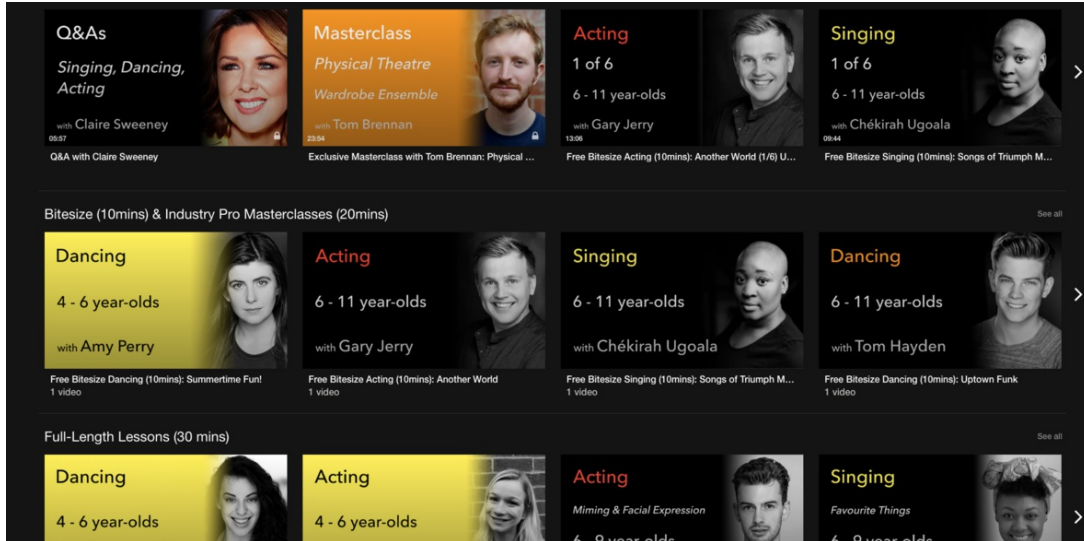 Q&As
Singing, Dancing,
Acting
with Claire Sweeney
05:57
Q&A with Claire Sweeney
Masterclass
Physical Theatre
Wardrobe Ensemble
with Tom Brennan
23:54
Exclusive Masterclass with Tom Brennan: Physical ...
Acting
1 of 6
6 - 11 year-olds
with Gary Jerry
13:06
Free Bitesize Acting (10mins): Another World (1/6) U...
Singing
1 of 6
6 - 11 year-olds
with Chékirah Ugoala
09:44
Free Bitesize Singing (10mins): Songs of Triumph M...
Bitesize (10mins) & Industry Pro Masterclasses (20mins)
See all
Dancing
4 - 6 year-olds
with Amy Perry
Free Bitesize Dancing (10mins): Summertime Fun!
1 video
Acting
6 - 11 year-olds
with Gary Jerry
Free Bitesize Acting (10mins): Another World
1 video
Singing
6 - 11 year-olds
with Chékirah Ugoala
Free Bitesize Singing (10mins): Songs of Triumph M...
1 video
Dancing
6 - 11 year-olds
with Tom Hayden
Free Bitesize Dancing (10mins): Uptown Funk
1 video
Full-Length Lessons (30 mins)
See all
Dancing
4 - 6 year-olds
Acting
4 - 6 year-olds
Acting
Miming & Facial Expression
6 - 9 year-olds
Singing
Favourite Things
6 - 9 year-olds